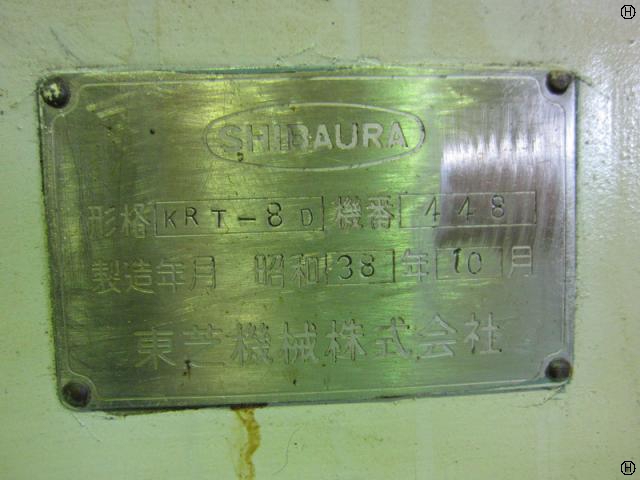 SHIBAURA
形格 KRT-8D 機番 448
製造年月 昭和 38 年 10 月
東芝機械株式会社